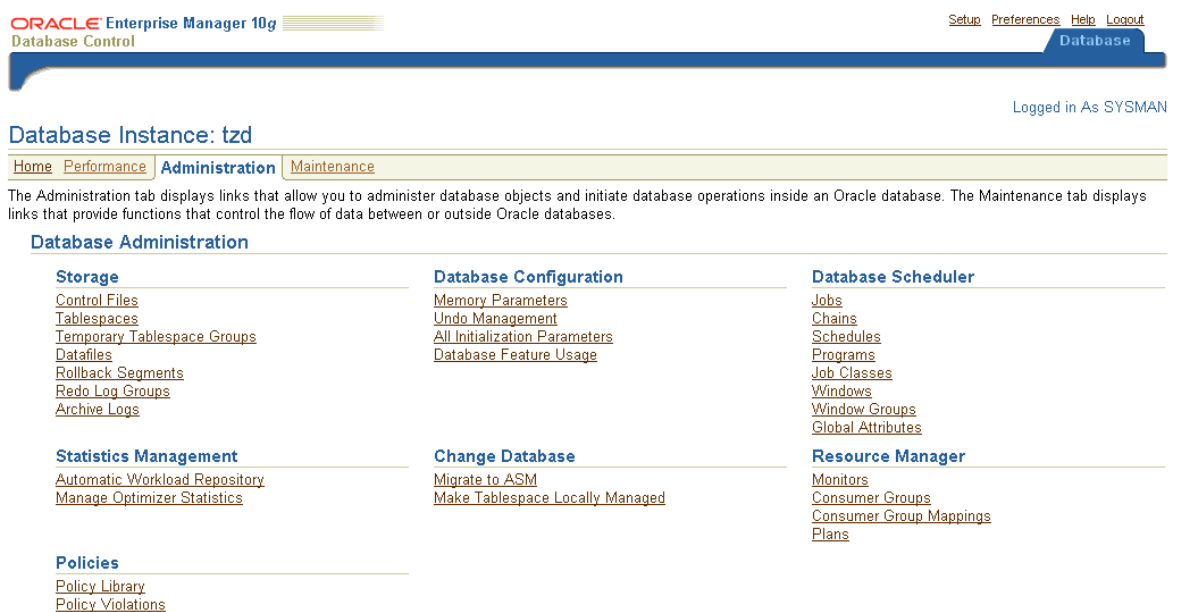 ORACLE Enterprise Manager 10g
Database Control
Setup Preferences Help Logout
Database
Logged in As SYSMAN
Database Instance: tzd
Home Performance Administration Maintenance
The Administration tab displays links that allow you to administer database objects and initiate database operations inside an Oracle database. The Maintenance tab displays
links that provide functions that control the flow of data between or outside Oracle databases.
Database Administration
Storage
Control Files
Tablespaces
Temporary Tablespace Groups
Datafiles
Rollback Segments
Redo Log Groups
Archive Logs
Database Configuration
Memory Parameters
Undo Management
All Initialization Parameters
Database Feature Usage
Database Scheduler
Jobs
Chains
Schedules
Programs
Job Classes
Windows
Window Groups
Global Attributes
Statistics Management
Automatic Workload Repository
Manage Optimizer Statistics
Change Database
Migrate to ASM
Make Tablespace Locally Managed
Resource Manager
Monitors
Consumer Groups
Consumer Group Mappings
Plans
Policies
Policy Library
Policy Violations